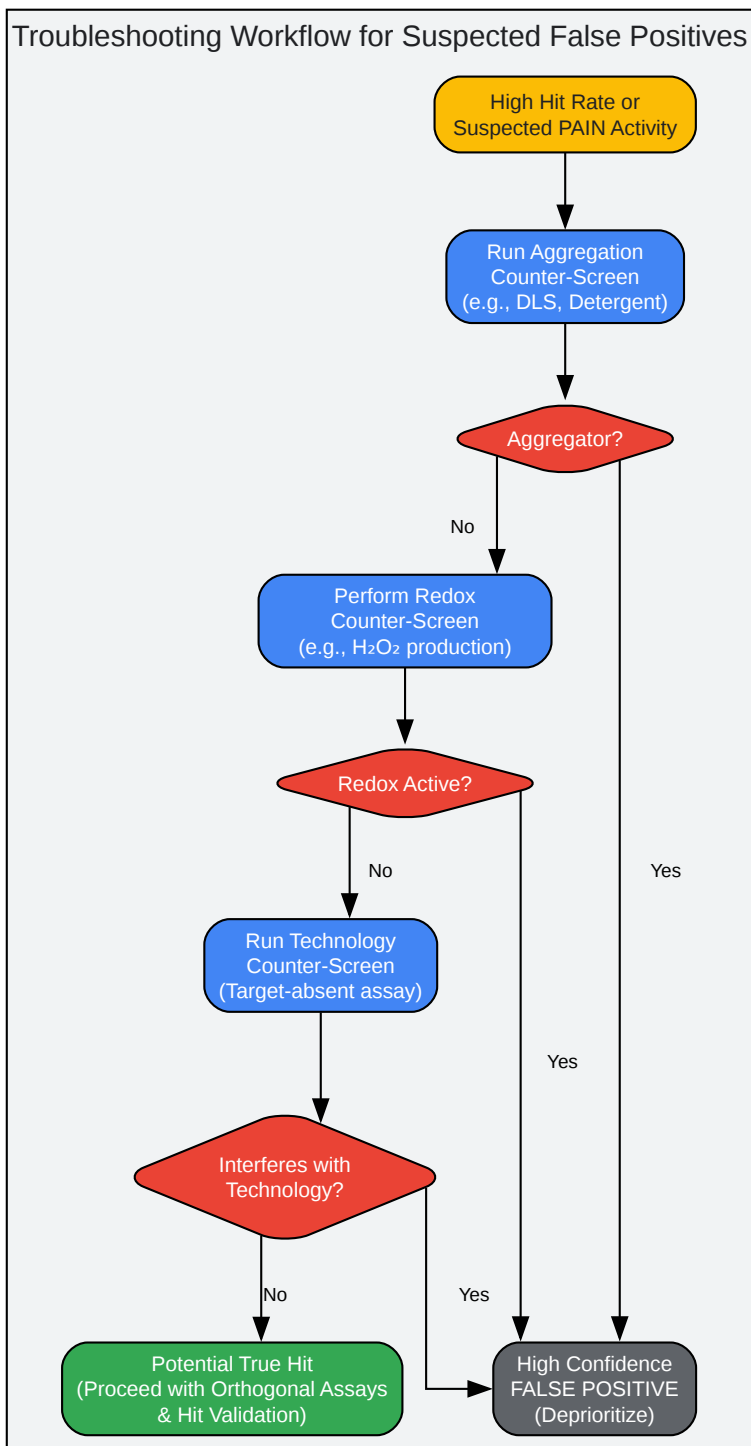 Troubleshooting Workflow for Suspected False Positives
High Hit Rate or
Suspected PAIN Activity
Run Aggregation
Counter-Screen
(e.g., DLS, Detergent)
Aggregator?
No
Perform Redox
Counter-Screen
(e.g., H₂O₂ production)
Redox Active?
No
Yes
Run Technology
Counter-Screen
(Target-absent assay)
Yes
Interferes with
Technology?
No
Yes
Potential True Hit
(Proceed with Orthogonal Assays
& Hit Validation)
High Confidence
FALSE POSITIVE
(Deprioritize)